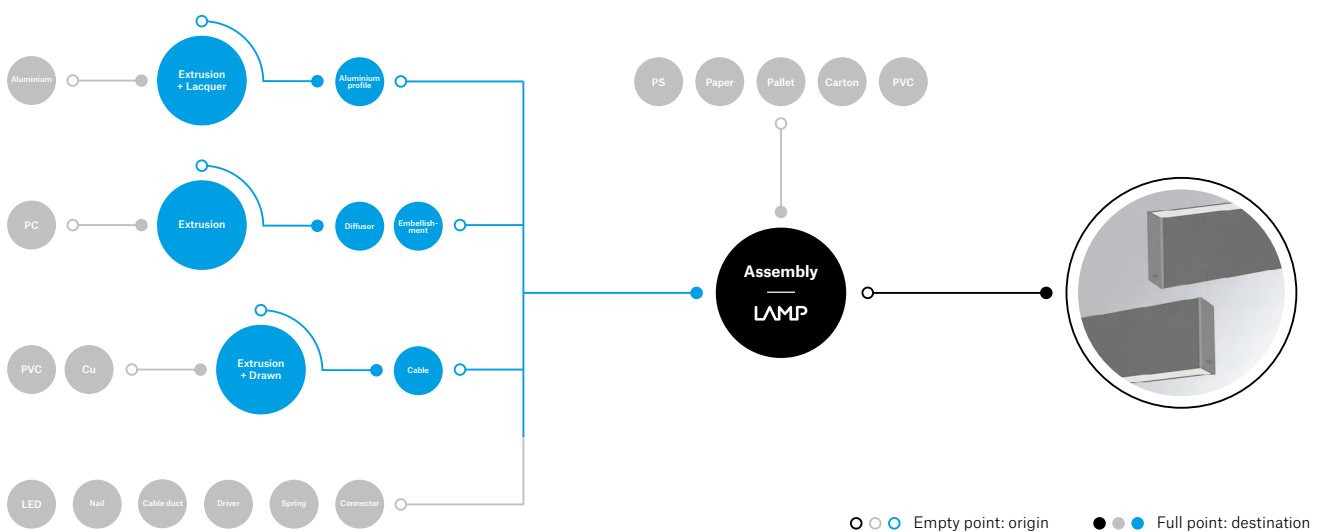 Aluminium
Extrusion
+ Lacquer
Aluminium
profile
PS
Paper
Pallet
Carton
PVC
PC
Extrusion
Diffusor
Embellish-
ment
Assembly
LAMP
PVC
Cu
Extrusion
+ Drawn
Cable
LED
Nail
Cable duct
Driver
Spring
Connector
Empty point: origin
Full point: destination